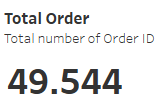 Total Order
Total number of Order ID
49.544